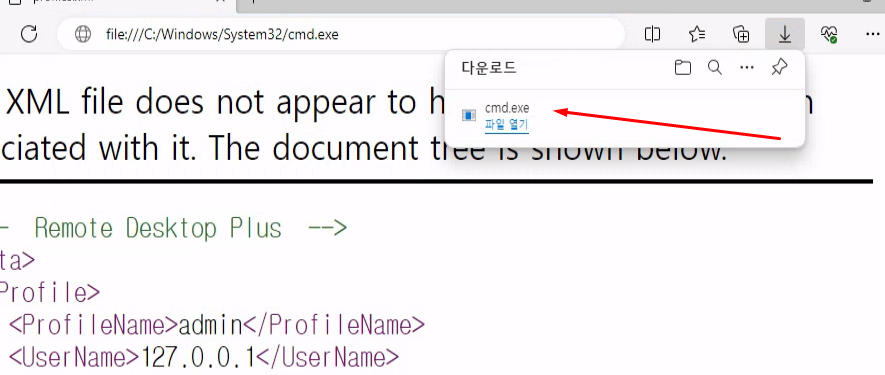 file:///C:/Windows/System32/cmd.exe
다운로드
cmd.exe
파일 열기
XML file does not appear to
ciated with it. The document tree is shown below.
Remote Desktop Plus -->
ta>
Profile>
<ProfileName>admin</ProfileName>
<UserName>127.0.0.1</UserName>